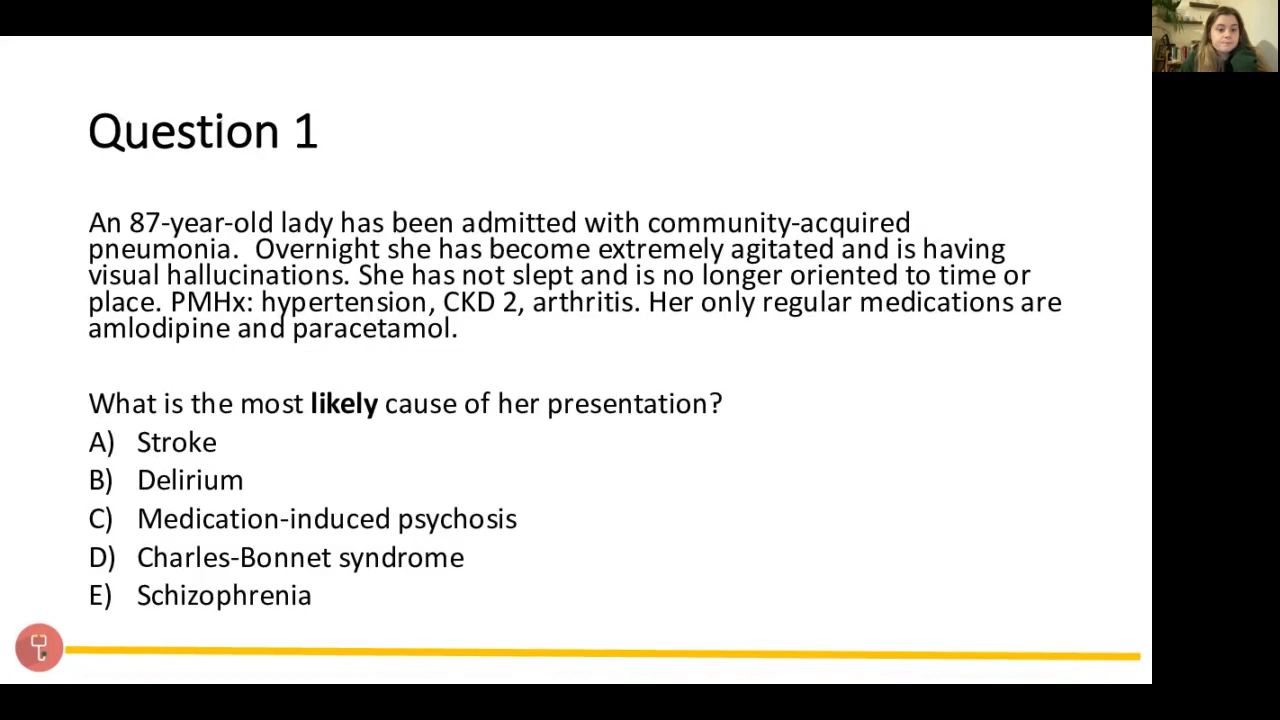 Question 1
An 87-year-old lady has been admitted with community-acquired
pneumonia.  Overnight she has become extremely agitated and is having
visual hallucinations. She has not slept and is no longer oriented to time or
place. PMHx: hypertension, CKD 2, arthritis. Her only regular medications are
amlodipine and paracetamol.
What is the most likely cause of her presentation?
A) Stroke
B) Delirium
C) Medication-induced psychosis
D) Charles-Bonnet syndrome
E) Schizophrenia